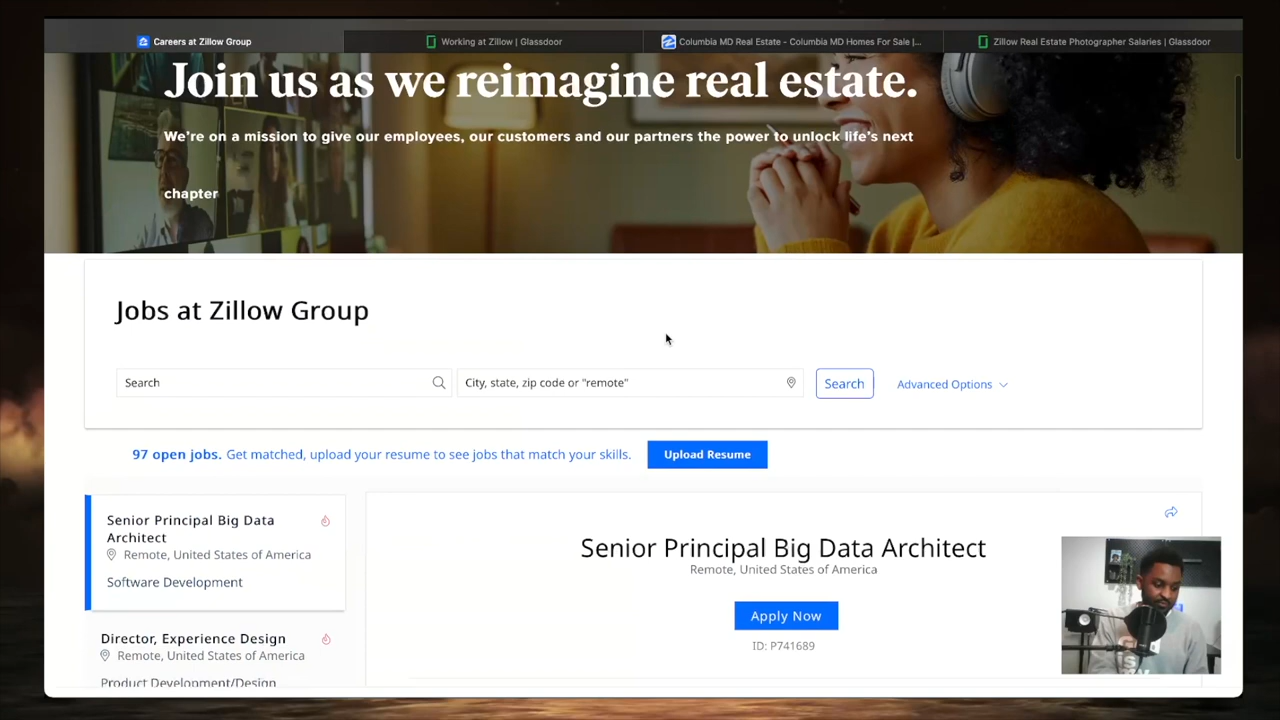 Careers at Zillow Group
Working at Zillow | Glassdoor
Columbia MD Real Estate - Columbia MD Homes For Sale |...
Zillow Real Estate Photographer Salaries | Glassdoor
Join us as we reimagine real estate.
We're on a mission to give our employees, our customers and our partners the power to unlock life's next
chapter
Jobs at Zillow Group
Search
City, state, zip code or "remote"
Search
Advanced Options
97 open jobs. Get matched, upload your resume to see jobs that match your skills.
Upload Resume
Senior Principal Big Data
Architect
Remote, United States of America
Software Development
Director, Experience Design
Remote, United States of America
Product Development/Design
Senior Principal Big Data Architect
Remote, United States of America
Apply Now
ID: P741689